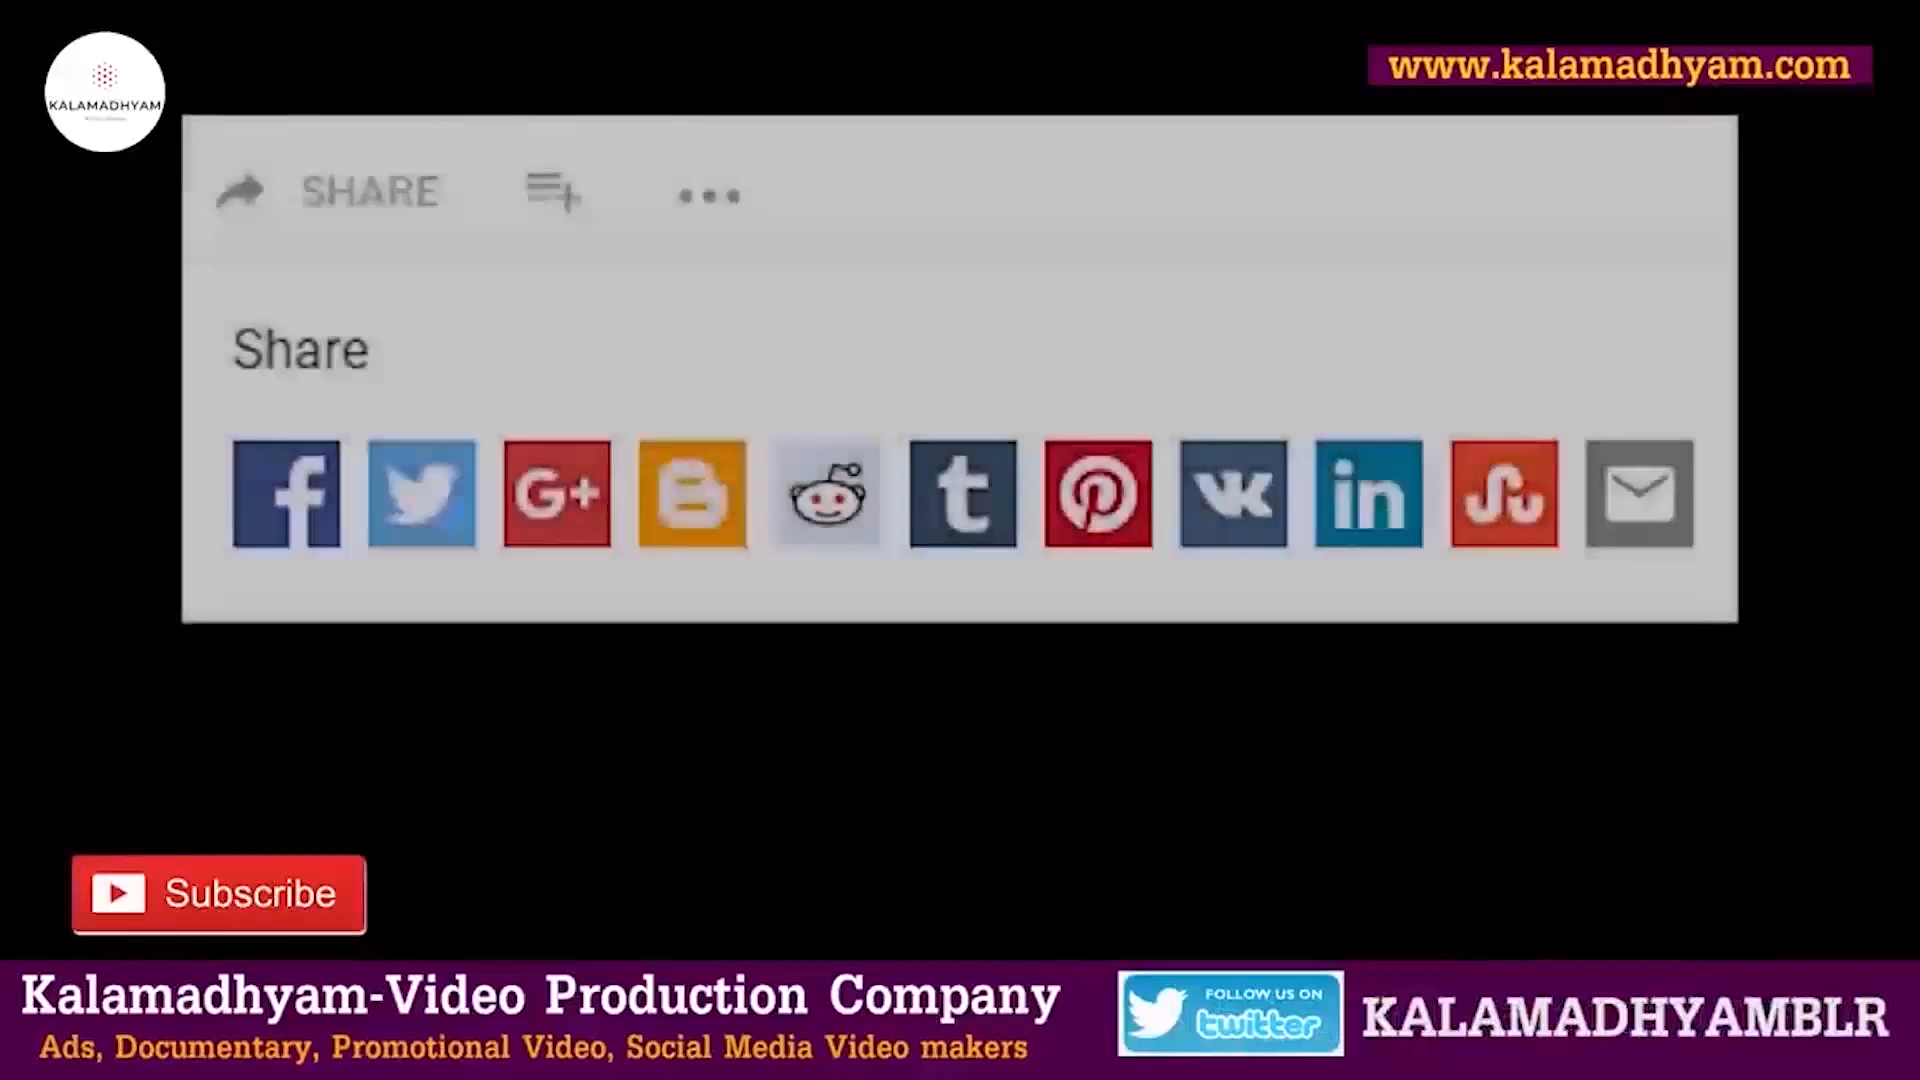 KALAMADHYAM
www.kalamadhyam.com
SHARE
Share
Subscribe
Kalamadhyam-Video Production Company
Ads, Documentary, Promotional Video, Social Media Video makers
FOLLOW US ON
twitter
KALAMADHYAMBLR